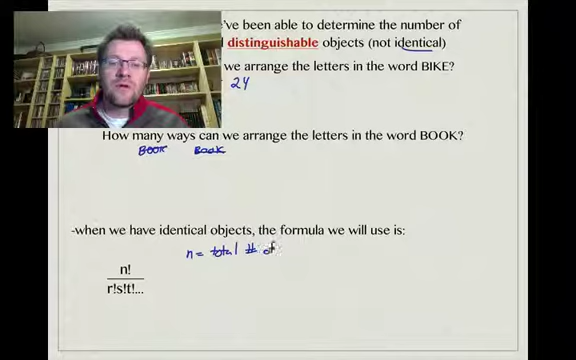 've been able to determine the number of
distinguishable objects (not identical)
we arrange the letters in the word BIKE?
24
How many ways can we arrange the letters in the word BOOK?
BOOK BOOK
-when we have identical objects, the formula we will use is:
n = total # of
n!
r!s!t!...